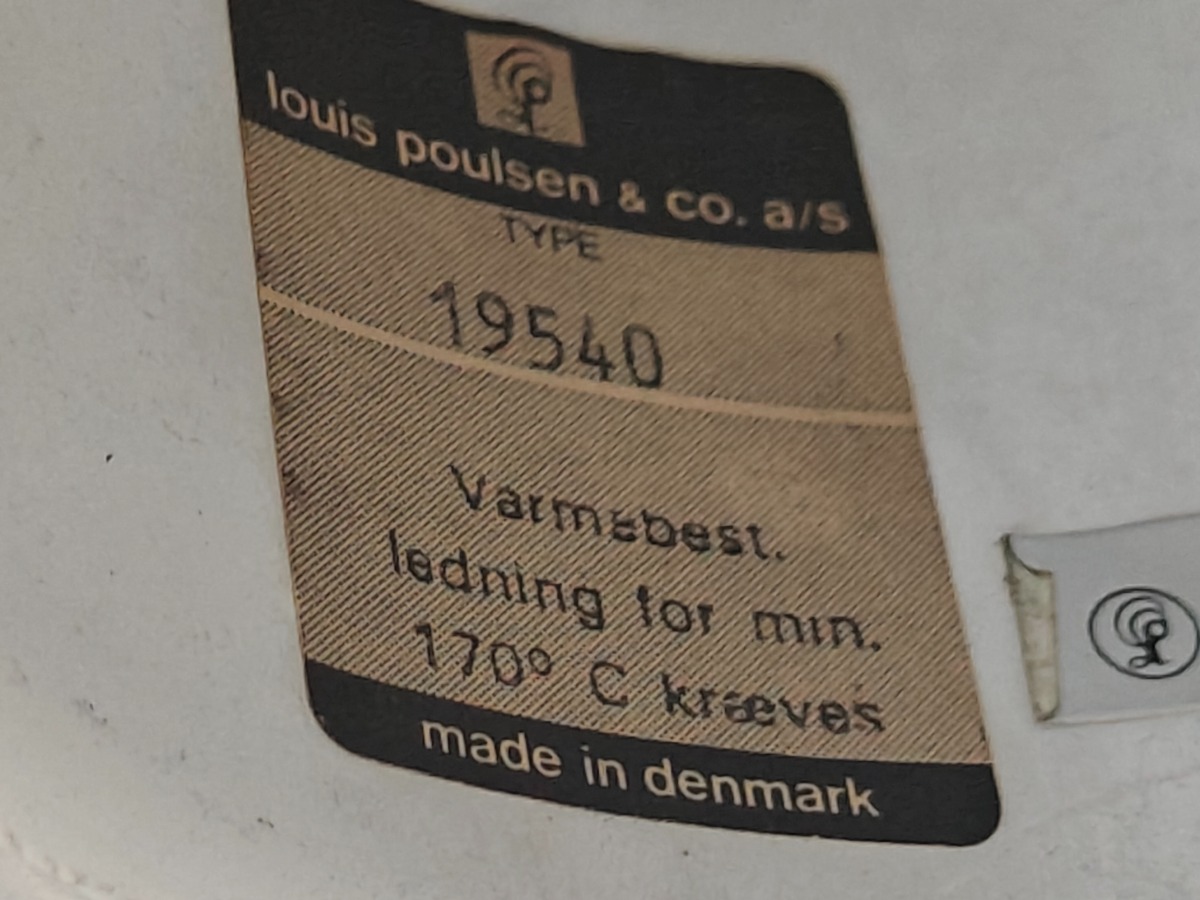 louis poulsen & co. a/s
TYPE
19540
Varmebest.
ledning for min.
170° C kræves
made in denmark